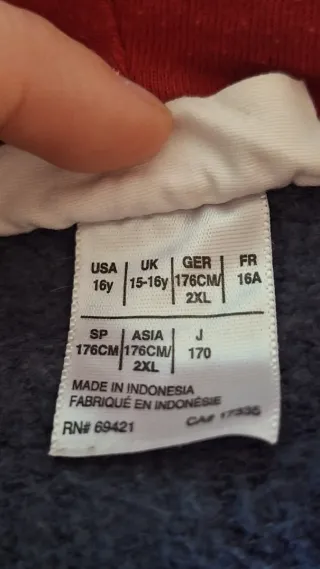 USA UK GER FR
16y 15-16y 176CM/ 2XL 16A
SP ASIA J
176CM 176CM/ 2XL 170
MADE IN INDONESIA
FABRIQUÉ EN INDONÉSIE
RN# 69421 CA# 17335